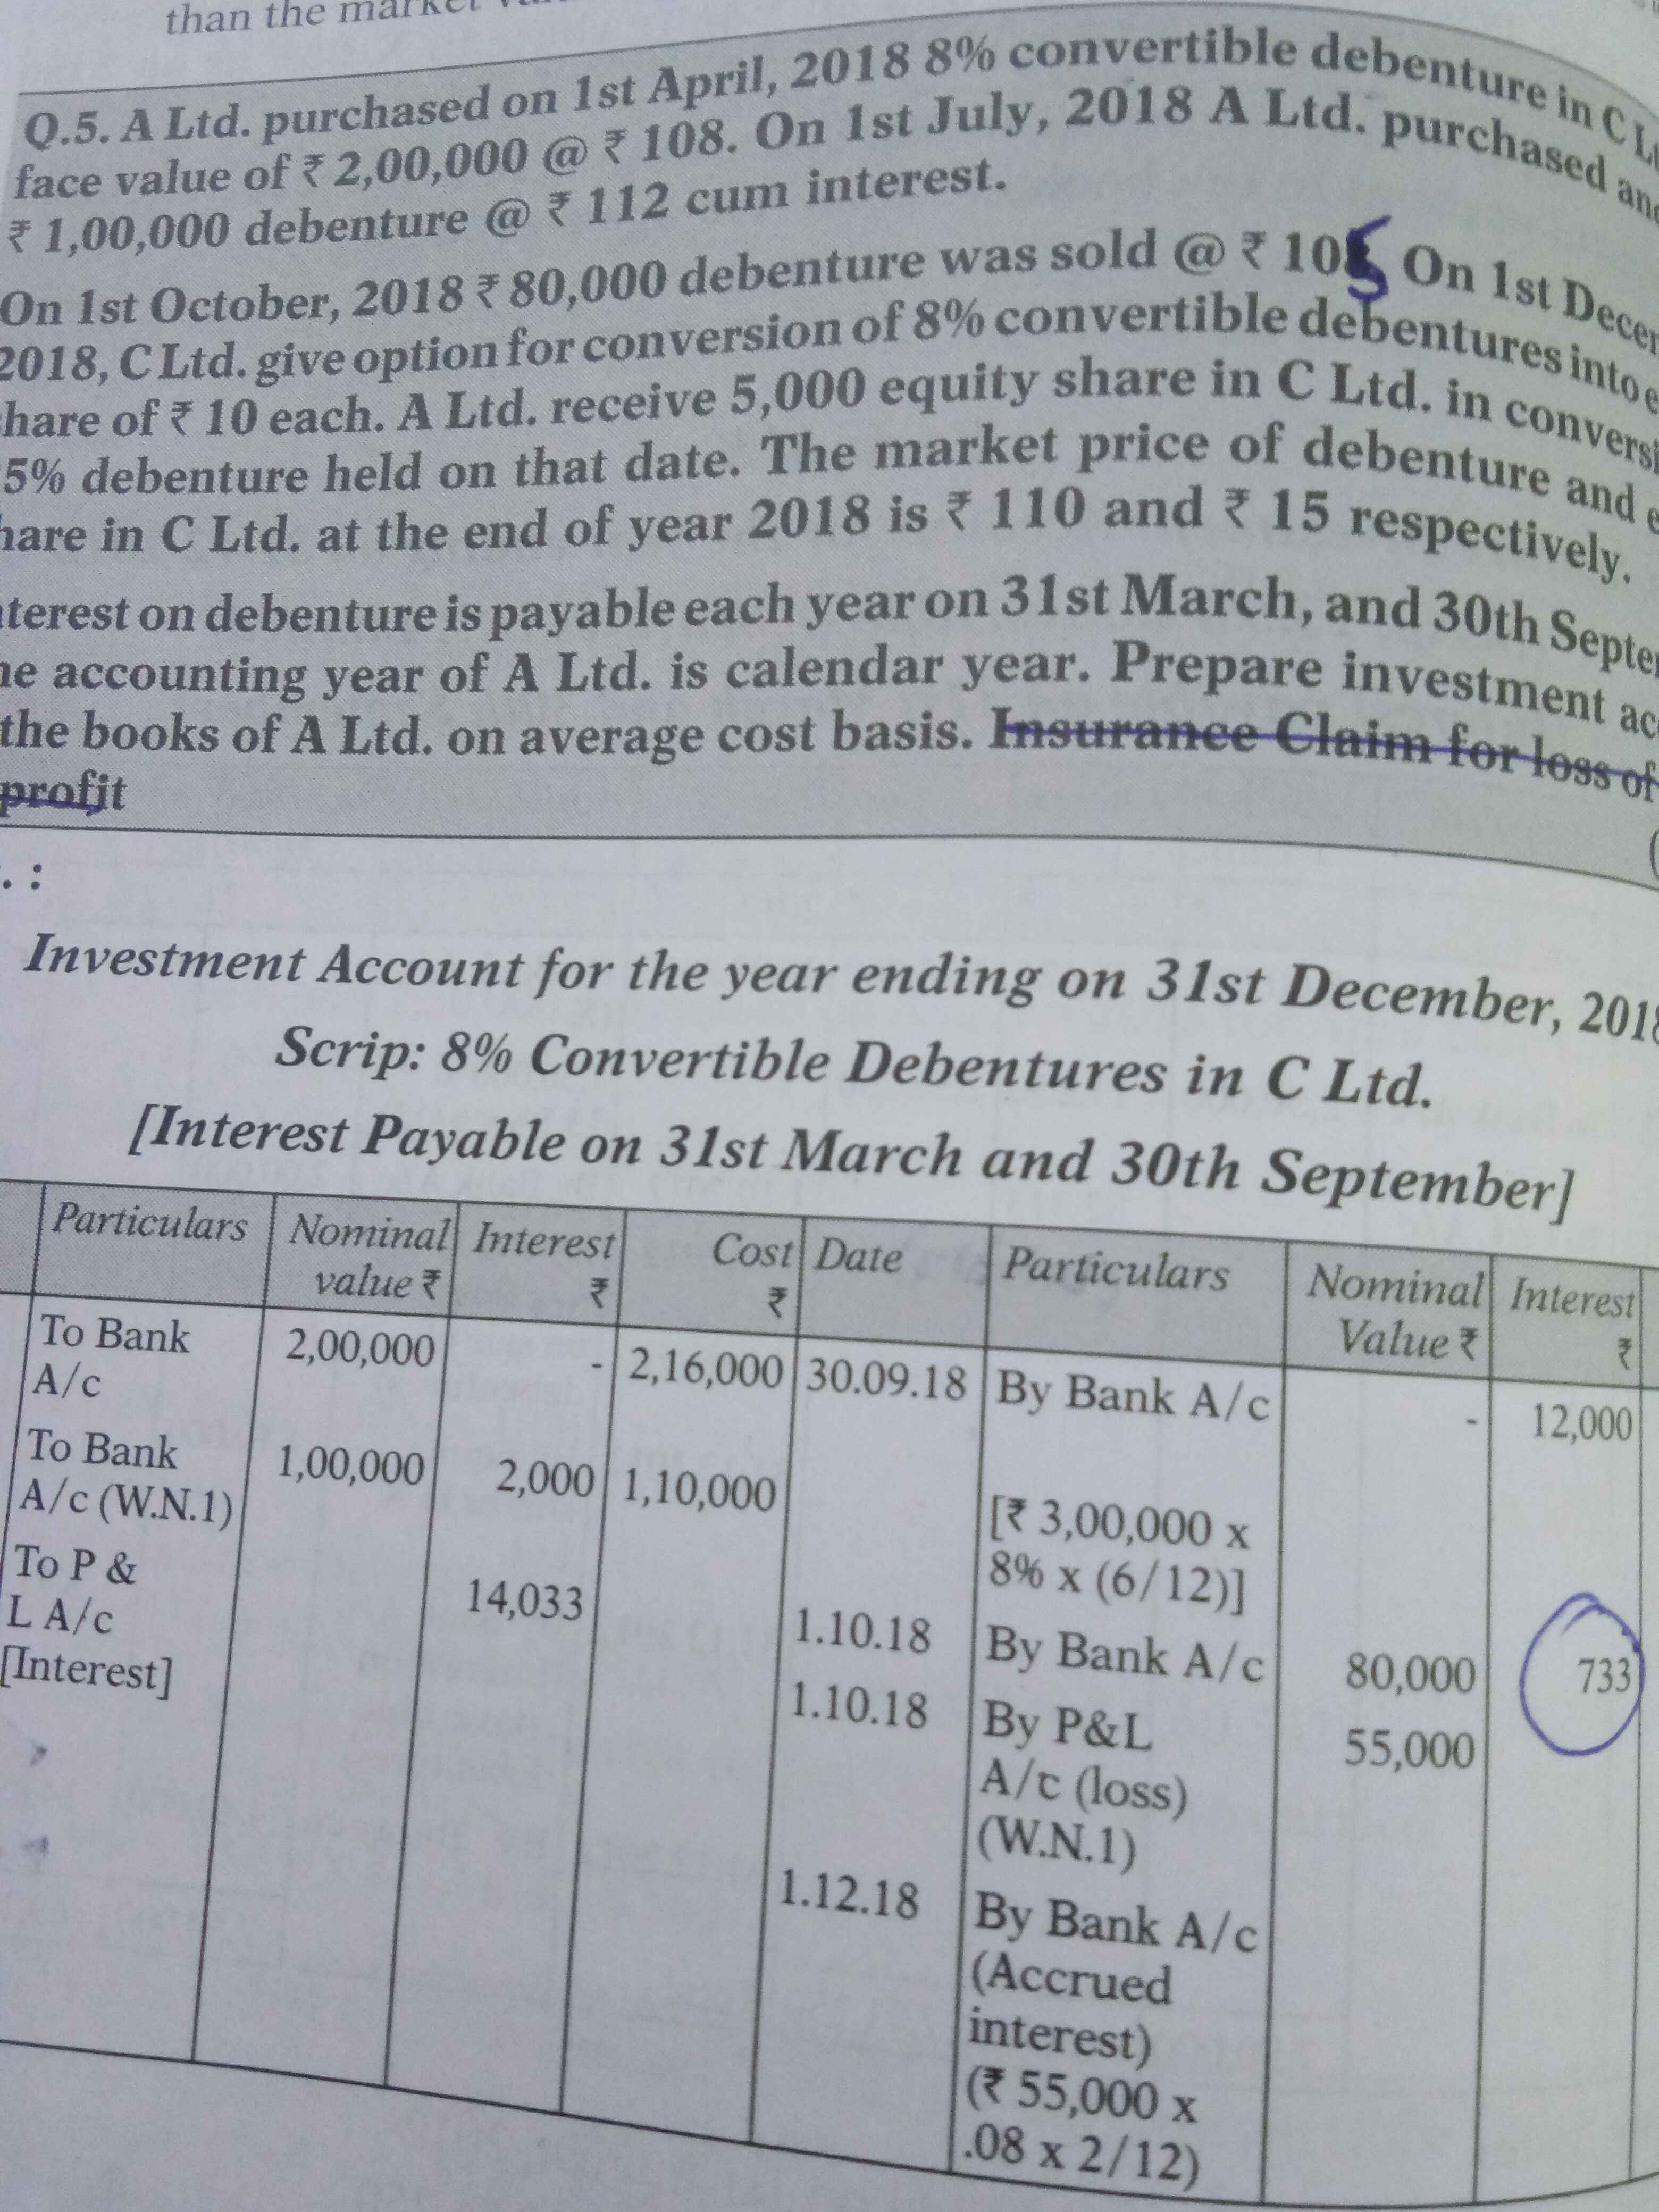 than the market
Q.5. A Ltd. purchased on 1st April, 2018 8% convertible debenture in C
face value of ₹ 2,00,000 @ ₹ 108. On 1st July, 2018 A Ltd. purchased
₹ 1,00,000 debenture @ ₹ 112 cum interest.
On 1st October, 2018 ₹ 80,000 debenture was sold @ ₹ 105 On 1st Decem
2018, C Ltd. give option for conversion of 8% convertible debentures into e
hare of ₹ 10 each. A Ltd. receive 5,000 equity share in C Ltd. in conversi
5% debenture held on that date. The market price of debenture and e
hare in C Ltd. at the end of year 2018 is ₹ 110 and ₹ 15 respectively.
terest on debenture is payable each year on 31st March, and 30th Septe
he accounting year of A Ltd. is calendar year. Prepare investment ac
the books of A Ltd. on average cost basis. Insurance Claim for loss of
profit
. :
Investment Account for the year ending on 31st December, 2018
Scrip: 8% Convertible Debentures in C Ltd.
[Interest Payable on 31st March and 30th September]
Particulars Nominal Interest Cost Date Particulars Nominal Interest
value ₹ ₹ ₹ Value ₹ ₹
To Bank 2,00,000 - 2,16,000 30.09.18 By Bank A/c - 12,000
A/c
To Bank 1,00,000 2,000 1,10,000
A/c (W.N.1) [₹ 3,00,000 x
To P & 8% x (6/12)]
L A/c 14,033 1.10.18 By Bank A/c 80,000 733
[Interest] 1.10.18 By P&L 55,000
A/c (loss)
(W.N.1)
1.12.18 By Bank A/c
(Accrued
interest)
(₹ 55,000 x
.08 x 2/12)